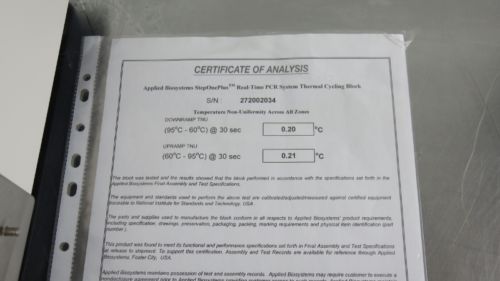 CERTIFICATE OF ANALYSIS
Applied Biosystems StepOnePlus™ Real-Time PCR System Thermal Cycling Block
S/N 272002034
Temperature Non-Uniformity Across All Zones
DOWNRAMP TNU
(95°C - 60°C) @ 30 sec 0.20 °C
UPRAMP TNU
(60°C - 95°C) @ 30 sec 0.21 °C
The block was tested and the results showed that the block performed in accordance with the specifications set forth in the
Applied Biosystems Final Assembly and Test Specifications.
The equipment and standards used to perform the above test are calibrated/adjusted/measured against certified equipment
traceable to National Institute for Standards and Technology, USA.
The parts and supplies used to manufacture the block conform in all respects to Applied Biosystems' product requirements,
including specification, drawings, preservation, packaging, packing, marking requirements and physical item identification (part
number).
This product was found to meet its functional and performance specifications set forth in Final Assembly and Test Specifications
at release to shipment. To support this certification, Assembly and Test Records are available for reference through Applied
Biosystems, Foster City, USA.
Applied Biosystems maintains possession of test and assembly records. Applied Biosystems may require customer to execute a